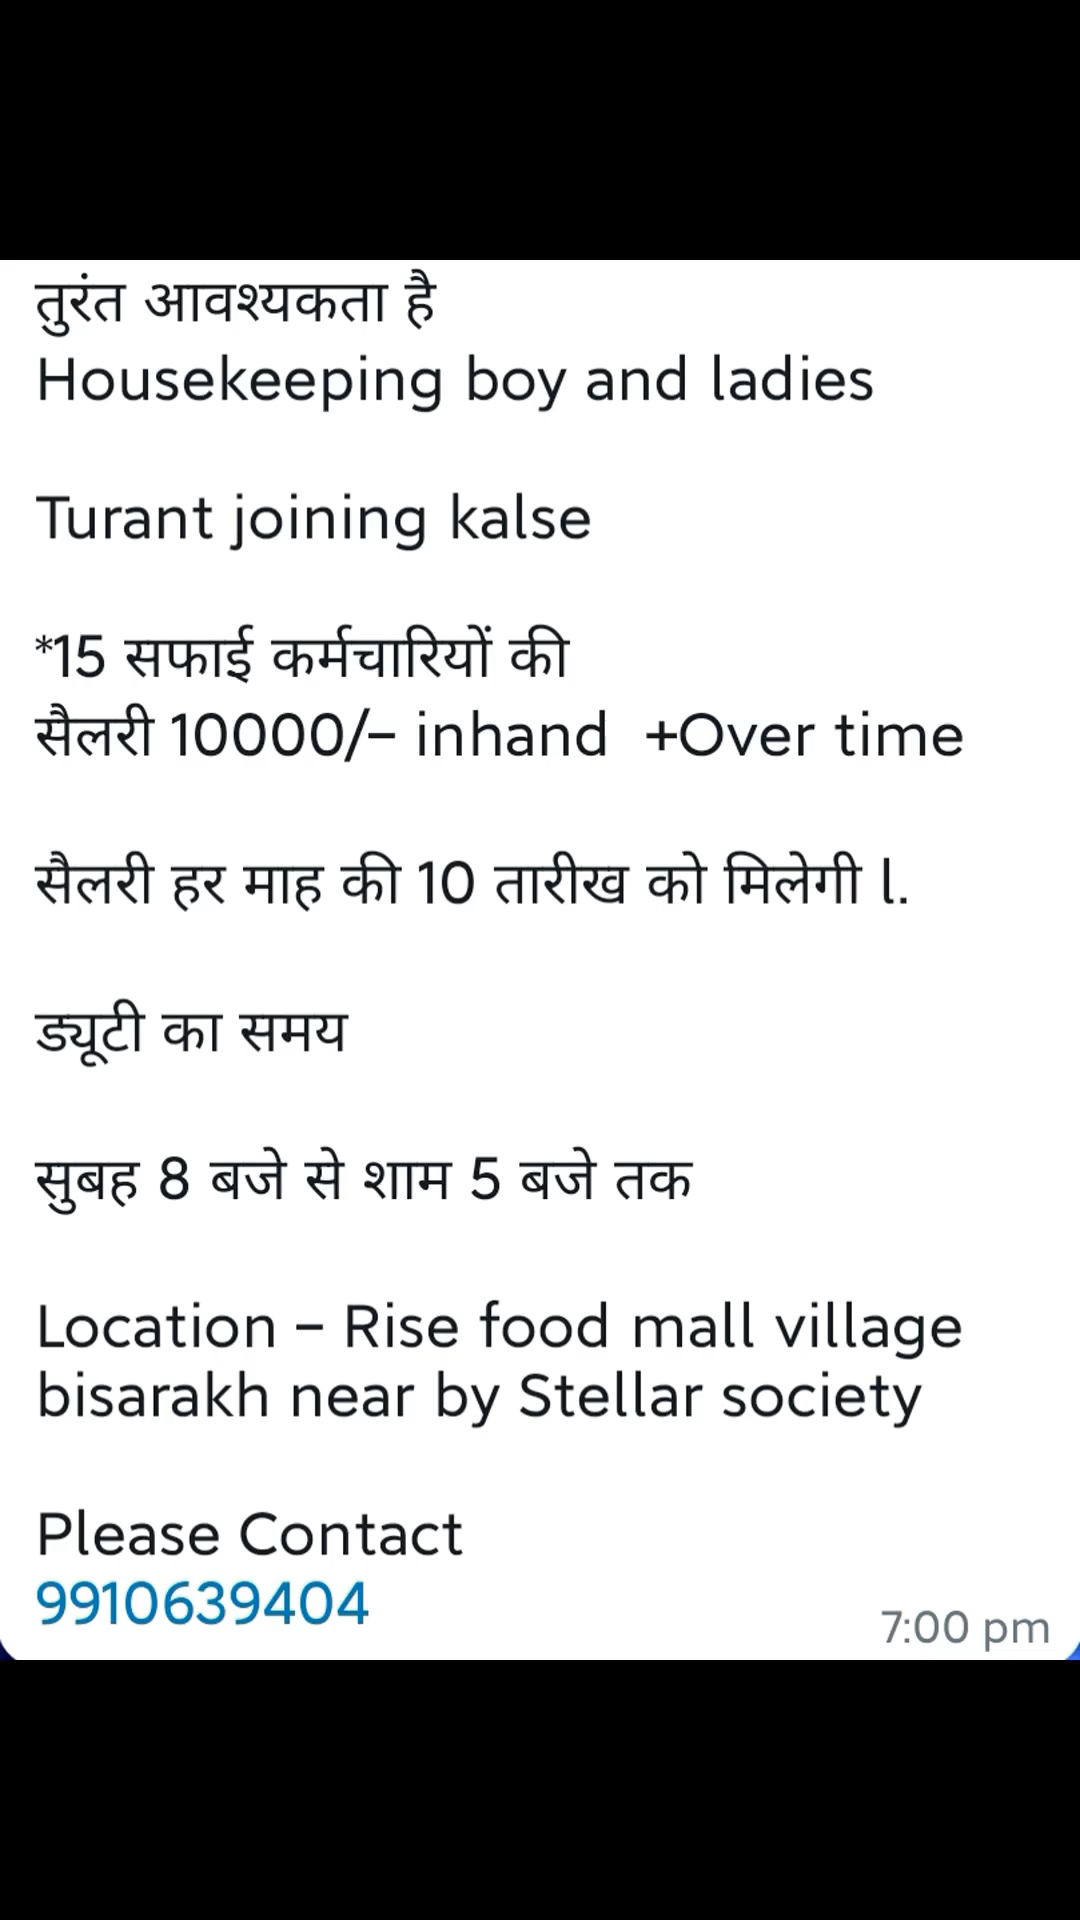 तुरंत आवश्यकता है
Housekeeping boy and ladies
Turant joining kalse
*15 सफाई कर्मचारियों की
सैलरी 10000/- inhand +Over time
सैलरी हर माह की 10 तारीख को मिलेगी l.
ड्यूटी का समय
सुबह 8 बजे से शाम 5 बजे तक
Location - Rise food mall village
bisarakh near by Stellar society
Please Contact
9910639404
7:00 pm